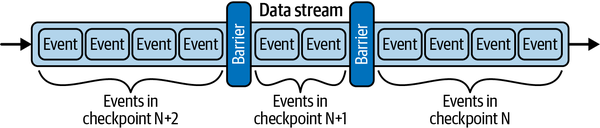 Data stream
Event Event Event Event Barrier Event Event Barrier Event Event Event Event
Events in
checkpoint N+2
Events in
checkpoint N+1
Events in
checkpoint N